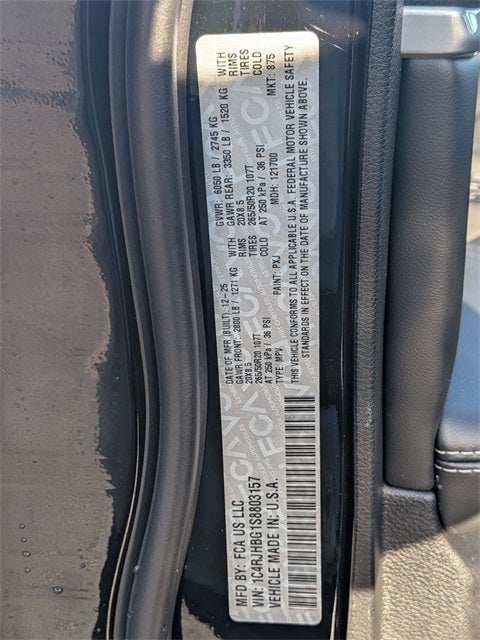 MFD BY: FCA US LLC
VIN: 1C4RJHBG1S8803157
VEHICLE MADE IN: U.S.A.
DATE OF MFR (BUILT): 12-25 GVWR: 6050 LB / 2745 KG
GAWR FRONT: 2800 LB / 1271 KG WITH GAWR REAR: 3350 LB / 1520 KG WITH
20X8.5 RIMS 20X8.5 RIMS
265/50R20 107T TIRES 265/50R20 107T TIRES
AT 250 kPa / 36 PSI COLD AT 250 kPa / 36 PSI COLD
TYPE: MPV PAINT: PXJ MDH: 121700 MKT: 875
THIS VEHICLE CONFORMS TO ALL APPLICABLE U.S.A. FEDERAL MOTOR VEHICLE SAFETY
STANDARDS IN EFFECT ON THE DATE OF MANUFACTURE SHOWN ABOVE.